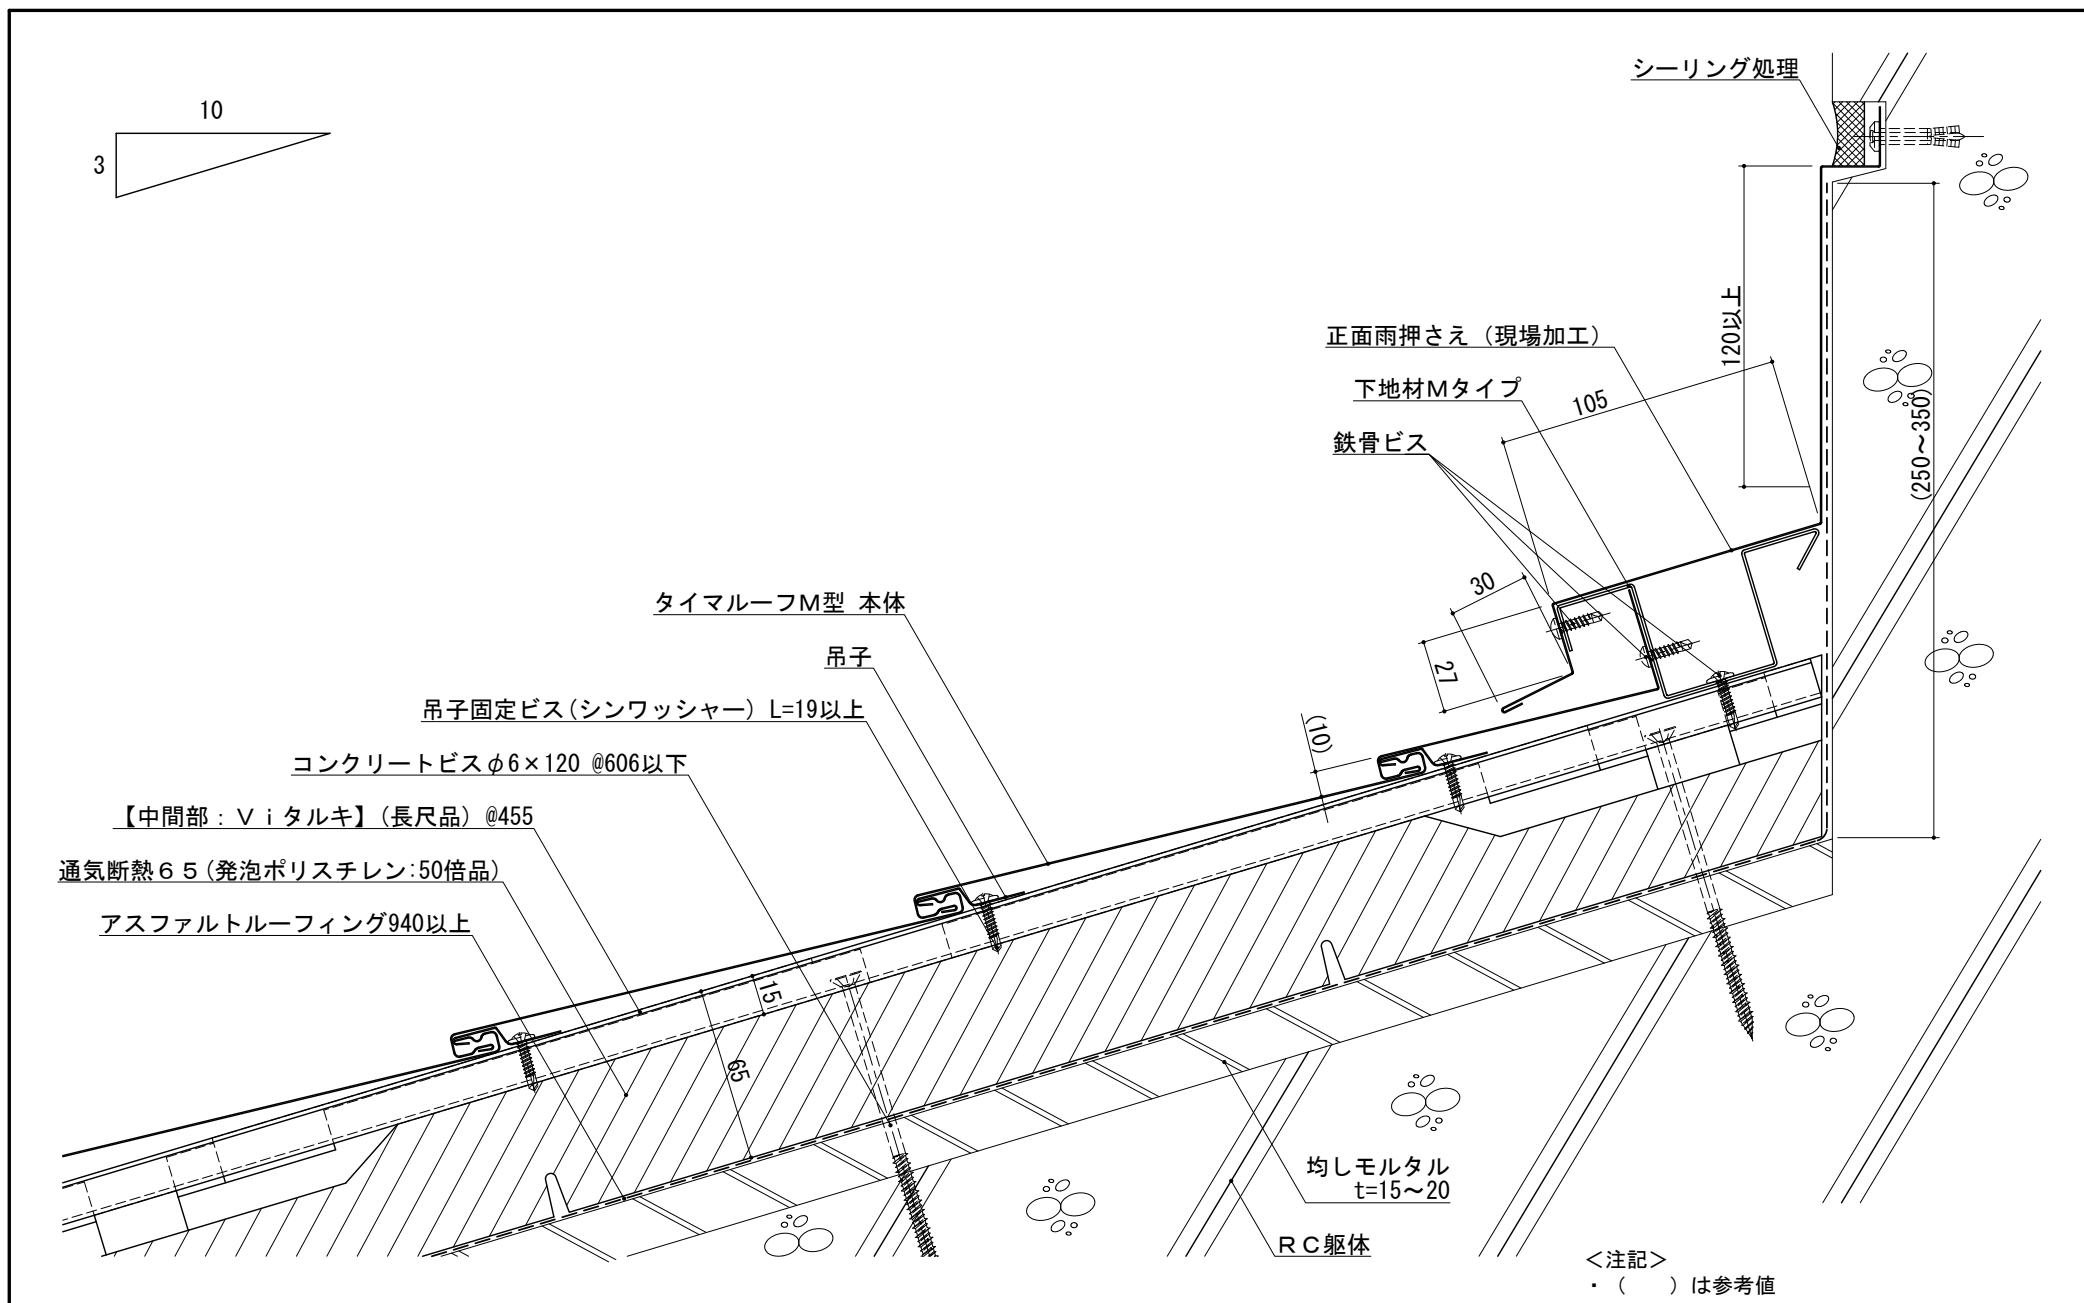 シーリング処理
10
3
120以上
正面雨押さえ（現場加工）
下地材Mタイプ
105
鉄骨ビス
(250～350)
30
27
タイマルーフM型 本体
吊子
吊子固定ビス(シンワッシャー) L=19以上
(10)
コンクリートビスφ6×120 @606以下
【中間部：Ｖｉタルキ】(長尺品) @455
通気断熱６５(発泡ポリスチレン:50倍品)
アスファルトルーフィング940以上
15
65
均しモルタル
t=15～20
ＲＣ躯体
＜注記＞
・（　　）は参考値